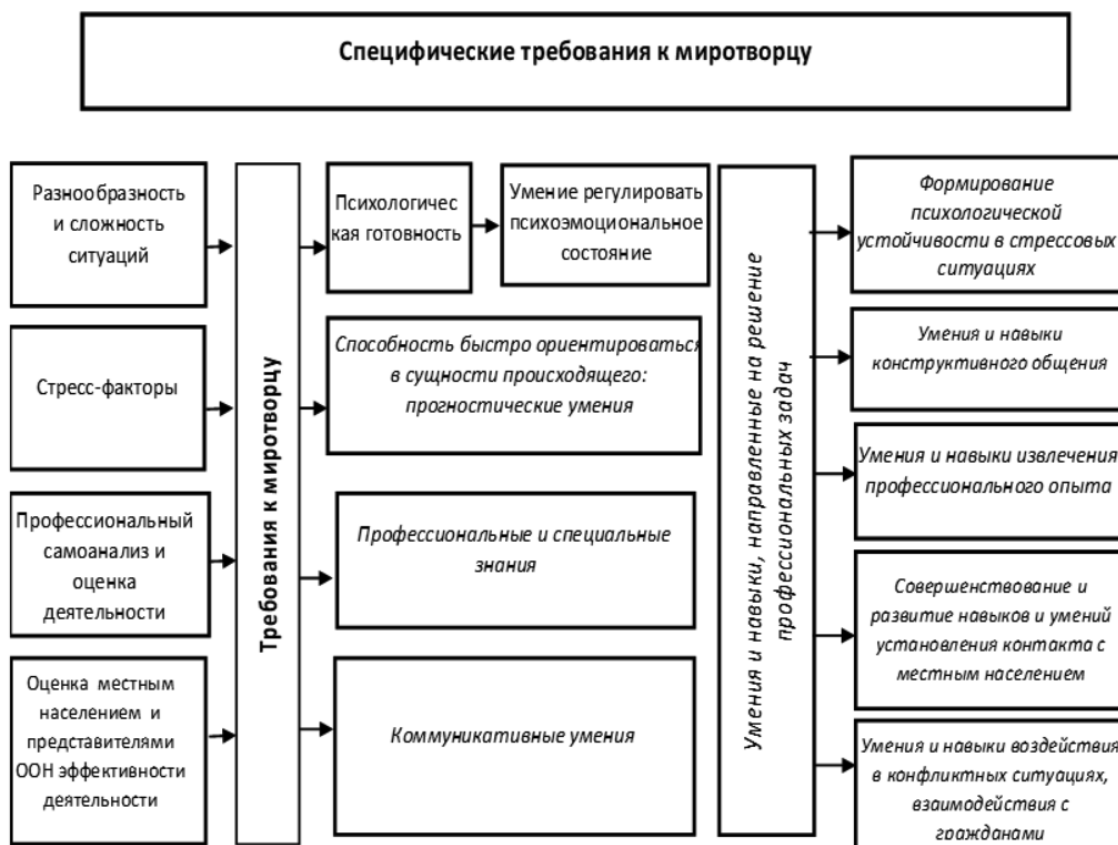 Специфические требования к миротворцу
Разнообразность
и сложность
ситуаций
Стресс-факторы
Профессиональный
самоанализ и
оценка
деятельности
Оценка местным
населением и
представителями
ООН эффективности
деятельности
Требования к миротворцу
Психологичес
кая готовность
Умение регулировать
психоэмоциональное
состояние
Способность быстро ориентироваться
в сущности происходящего:
прогностические умения
Профессиональные и специальные
знания
Коммуникативные умения
Умения и навыки, направленные на решение
профессиональных задач
Формирование
психологической
устойчивости в стрессовых
ситуациях
Умения и навыки
конструктивного общения
Умения и навыки извлечения
профессионального опыта
Совершенствование и
развитие навыков и умений
установления контакта с
местным населением
Умения и навыки воздействия
в конфликтных ситуациях,
взаимодействия с
гражданами